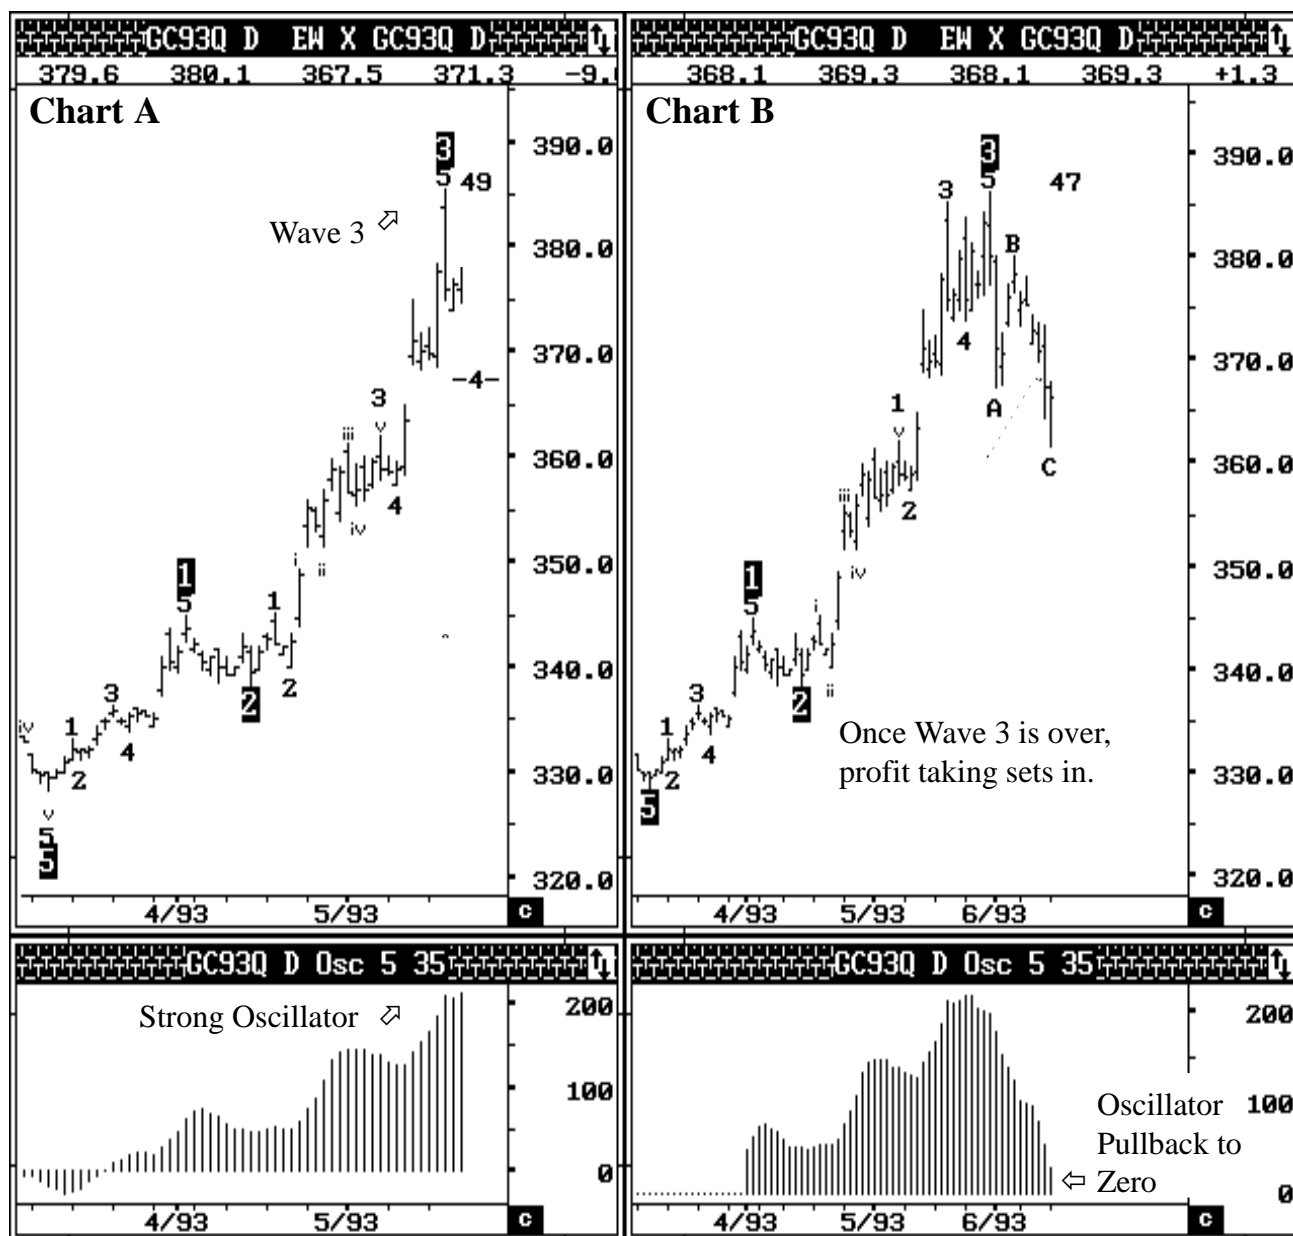 GC93Q D EW X GC93Q D
379.6 380.1 367.5 371.3
Chart A
390.0
380.0
370.0
360.0
350.0
340.0
330.0
320.0
3
5 49
Wave 3
-4-
3
v
iii
iv
4
i
ii
1
5
1
2
2
3
1
4
2
iv
v
5
5
4/93 5/93 c
GC93Q D EW X GC93Q D
368.1 369.3 368.1 369.3 +1.3
Chart B
390.0
380.0
370.0
360.0
350.0
340.0
330.0
320.0
3
3 5 47
B
4
A
C
1
v
2
iii
iv
1
5
i
ii
2
3
1
4
2
5
Once Wave 3 is over,
profit taking sets in.
4/93 5/93 6/93 c
GC93Q D Osc 5 35
Strong Oscillator
200
100
0
4/93 5/93 c
GC93Q D Osc 5 35
200
100
0
Oscillator
Pullback to
Zero
4/93 5/93 6/93 c